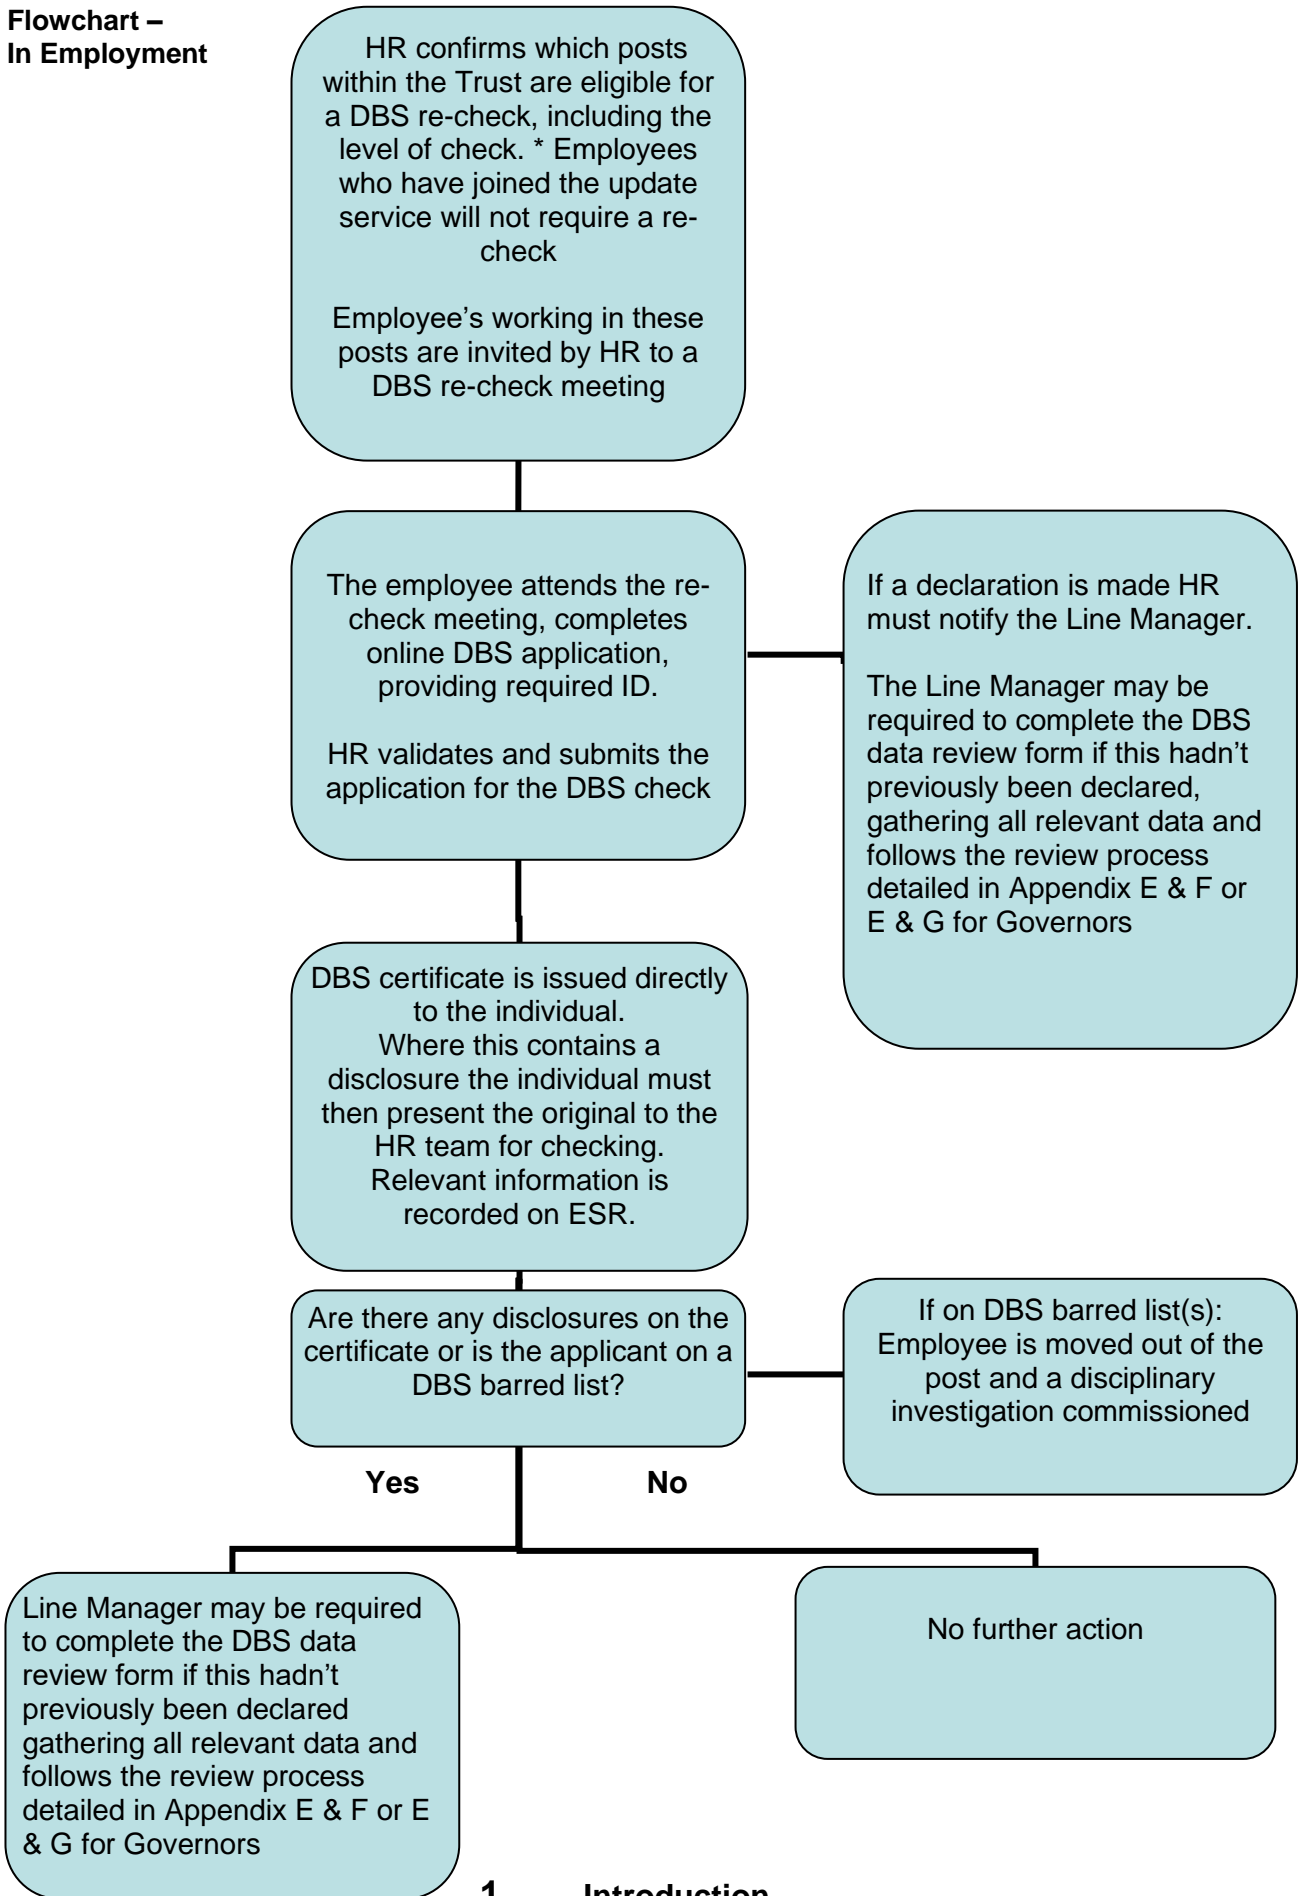 Flowchart –
In Employment
HR confirms which posts
within the Trust are eligible for
a DBS re-check, including the
level of check. * Employees
who have joined the update
service will not require a re-
check
Employee’s working in these
posts are invited by HR to a
DBS re-check meeting
The employee attends the re-
check meeting, completes
online DBS application,
providing required ID.
HR validates and submits the
application for the DBS check
If a declaration is made HR
must notify the Line Manager.
The Line Manager may be
required to complete the DBS
data review form if this hadn’t
previously been declared,
gathering all relevant data and
follows the review process
detailed in Appendix E & F or
E & G for Governors
DBS certificate is issued directly
to the individual.
Where this contains a
disclosure the individual must
then present the original to the
HR team for checking.
Relevant information is
recorded on ESR.
Are there any disclosures on the
certificate or is the applicant on a
DBS barred list?
If on DBS barred list(s):
Employee is moved out of the
post and a disciplinary
investigation commissioned
Yes
No
Line Manager may be required
to complete the DBS data
review form if this hadn’t
previously been declared
gathering all relevant data and
follows the review process
detailed in Appendix E & F or E
& G for Governors
No further action
1 Introduction